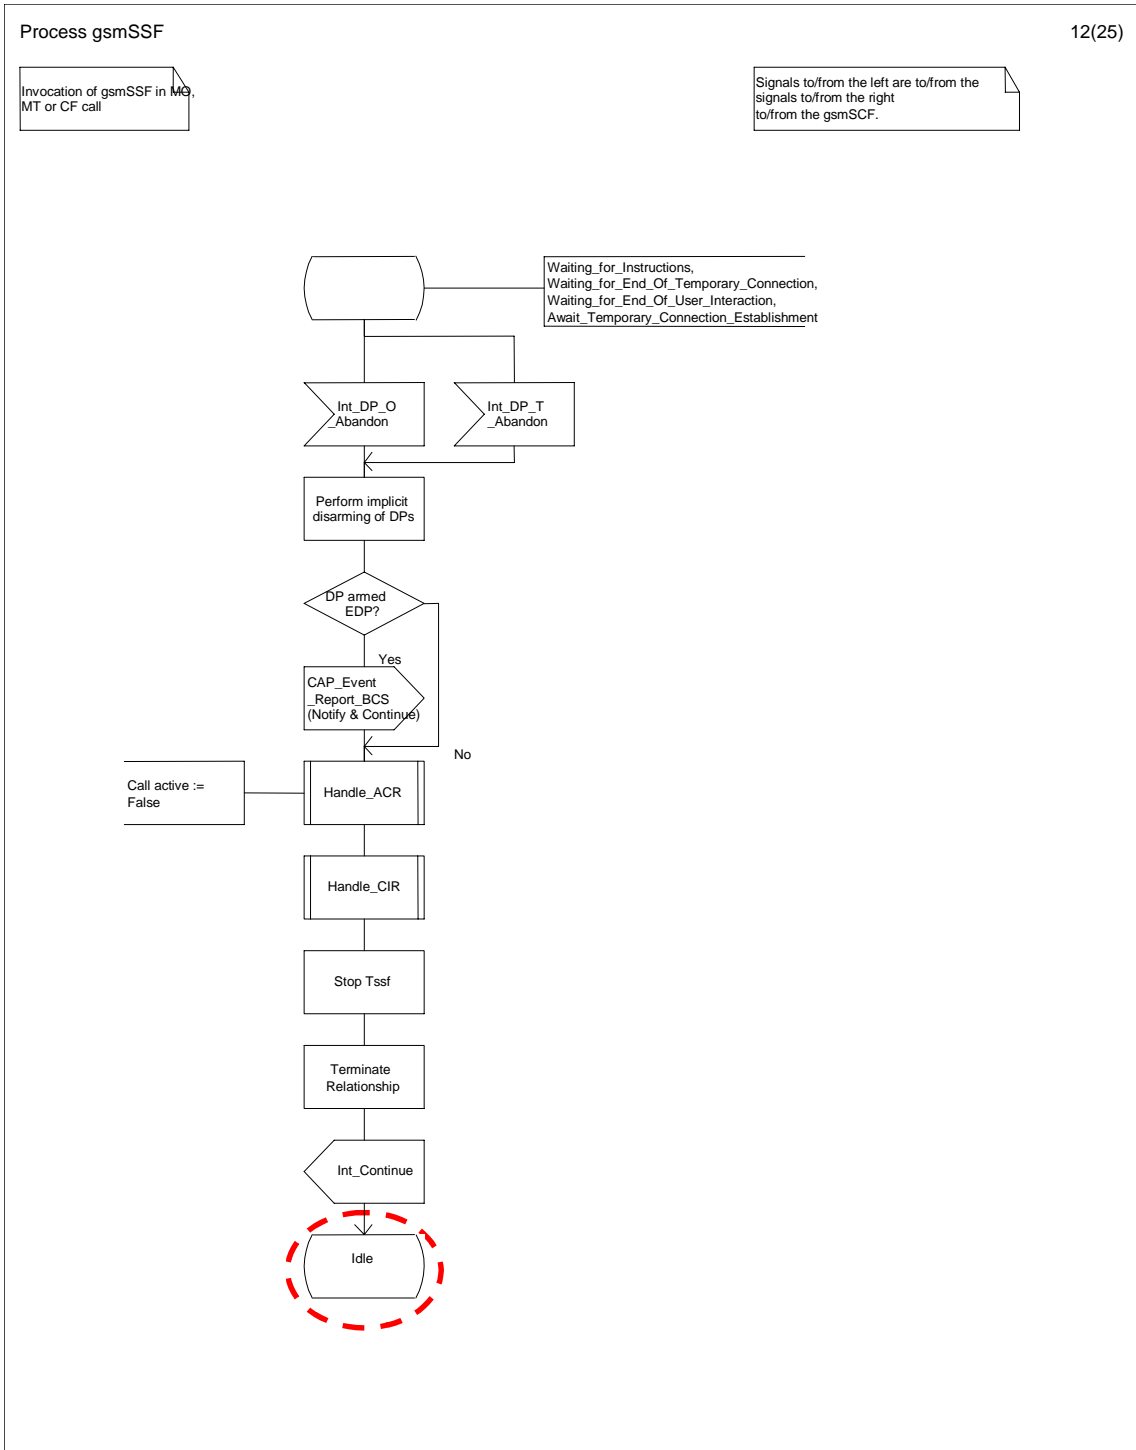 Process gsmSSF
12(25)
Invocation of gsmSSF in MO,
MT or CF call
Signals to/from the left are to/from the
signals to/from the right
to/from the gsmSCF.
Waiting_for_Instructions,
Waiting_for_End_Of_Temporary_Connection,
Waiting_for_End_Of_User_Interaction,
Await_Temporary_Connection_Establishment
Int_DP_O
_Abandon
Int_DP_T
_Abandon
Perform implicit
disarming of DPs
DP armed
EDP?
Yes
CAP_Event
_Report_BCS
(Notify & Continue)
No
Call active :=
False
Handle_ACR
Handle_CIR
Stop Tssf
Terminate
Relationship
Int_Continue
Idle